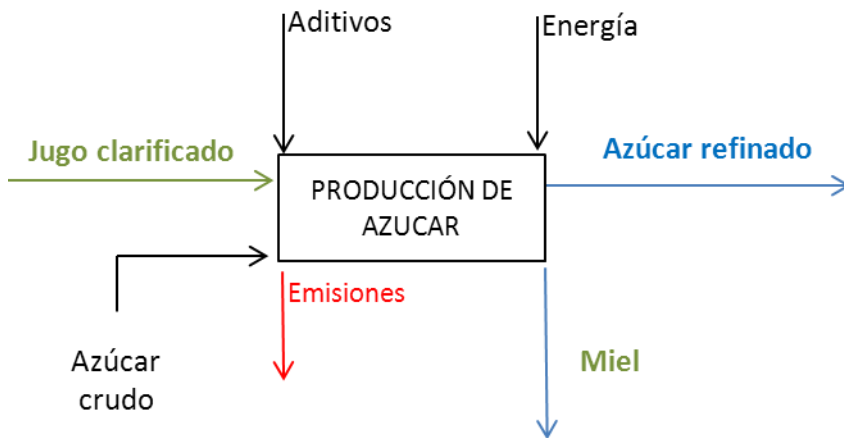 Aditivos
Energía
Jugo clarificado
Azúcar refinado
PRODUCCIÓN DE
AZUCAR
Emisiones
Azúcar
crudo
Miel